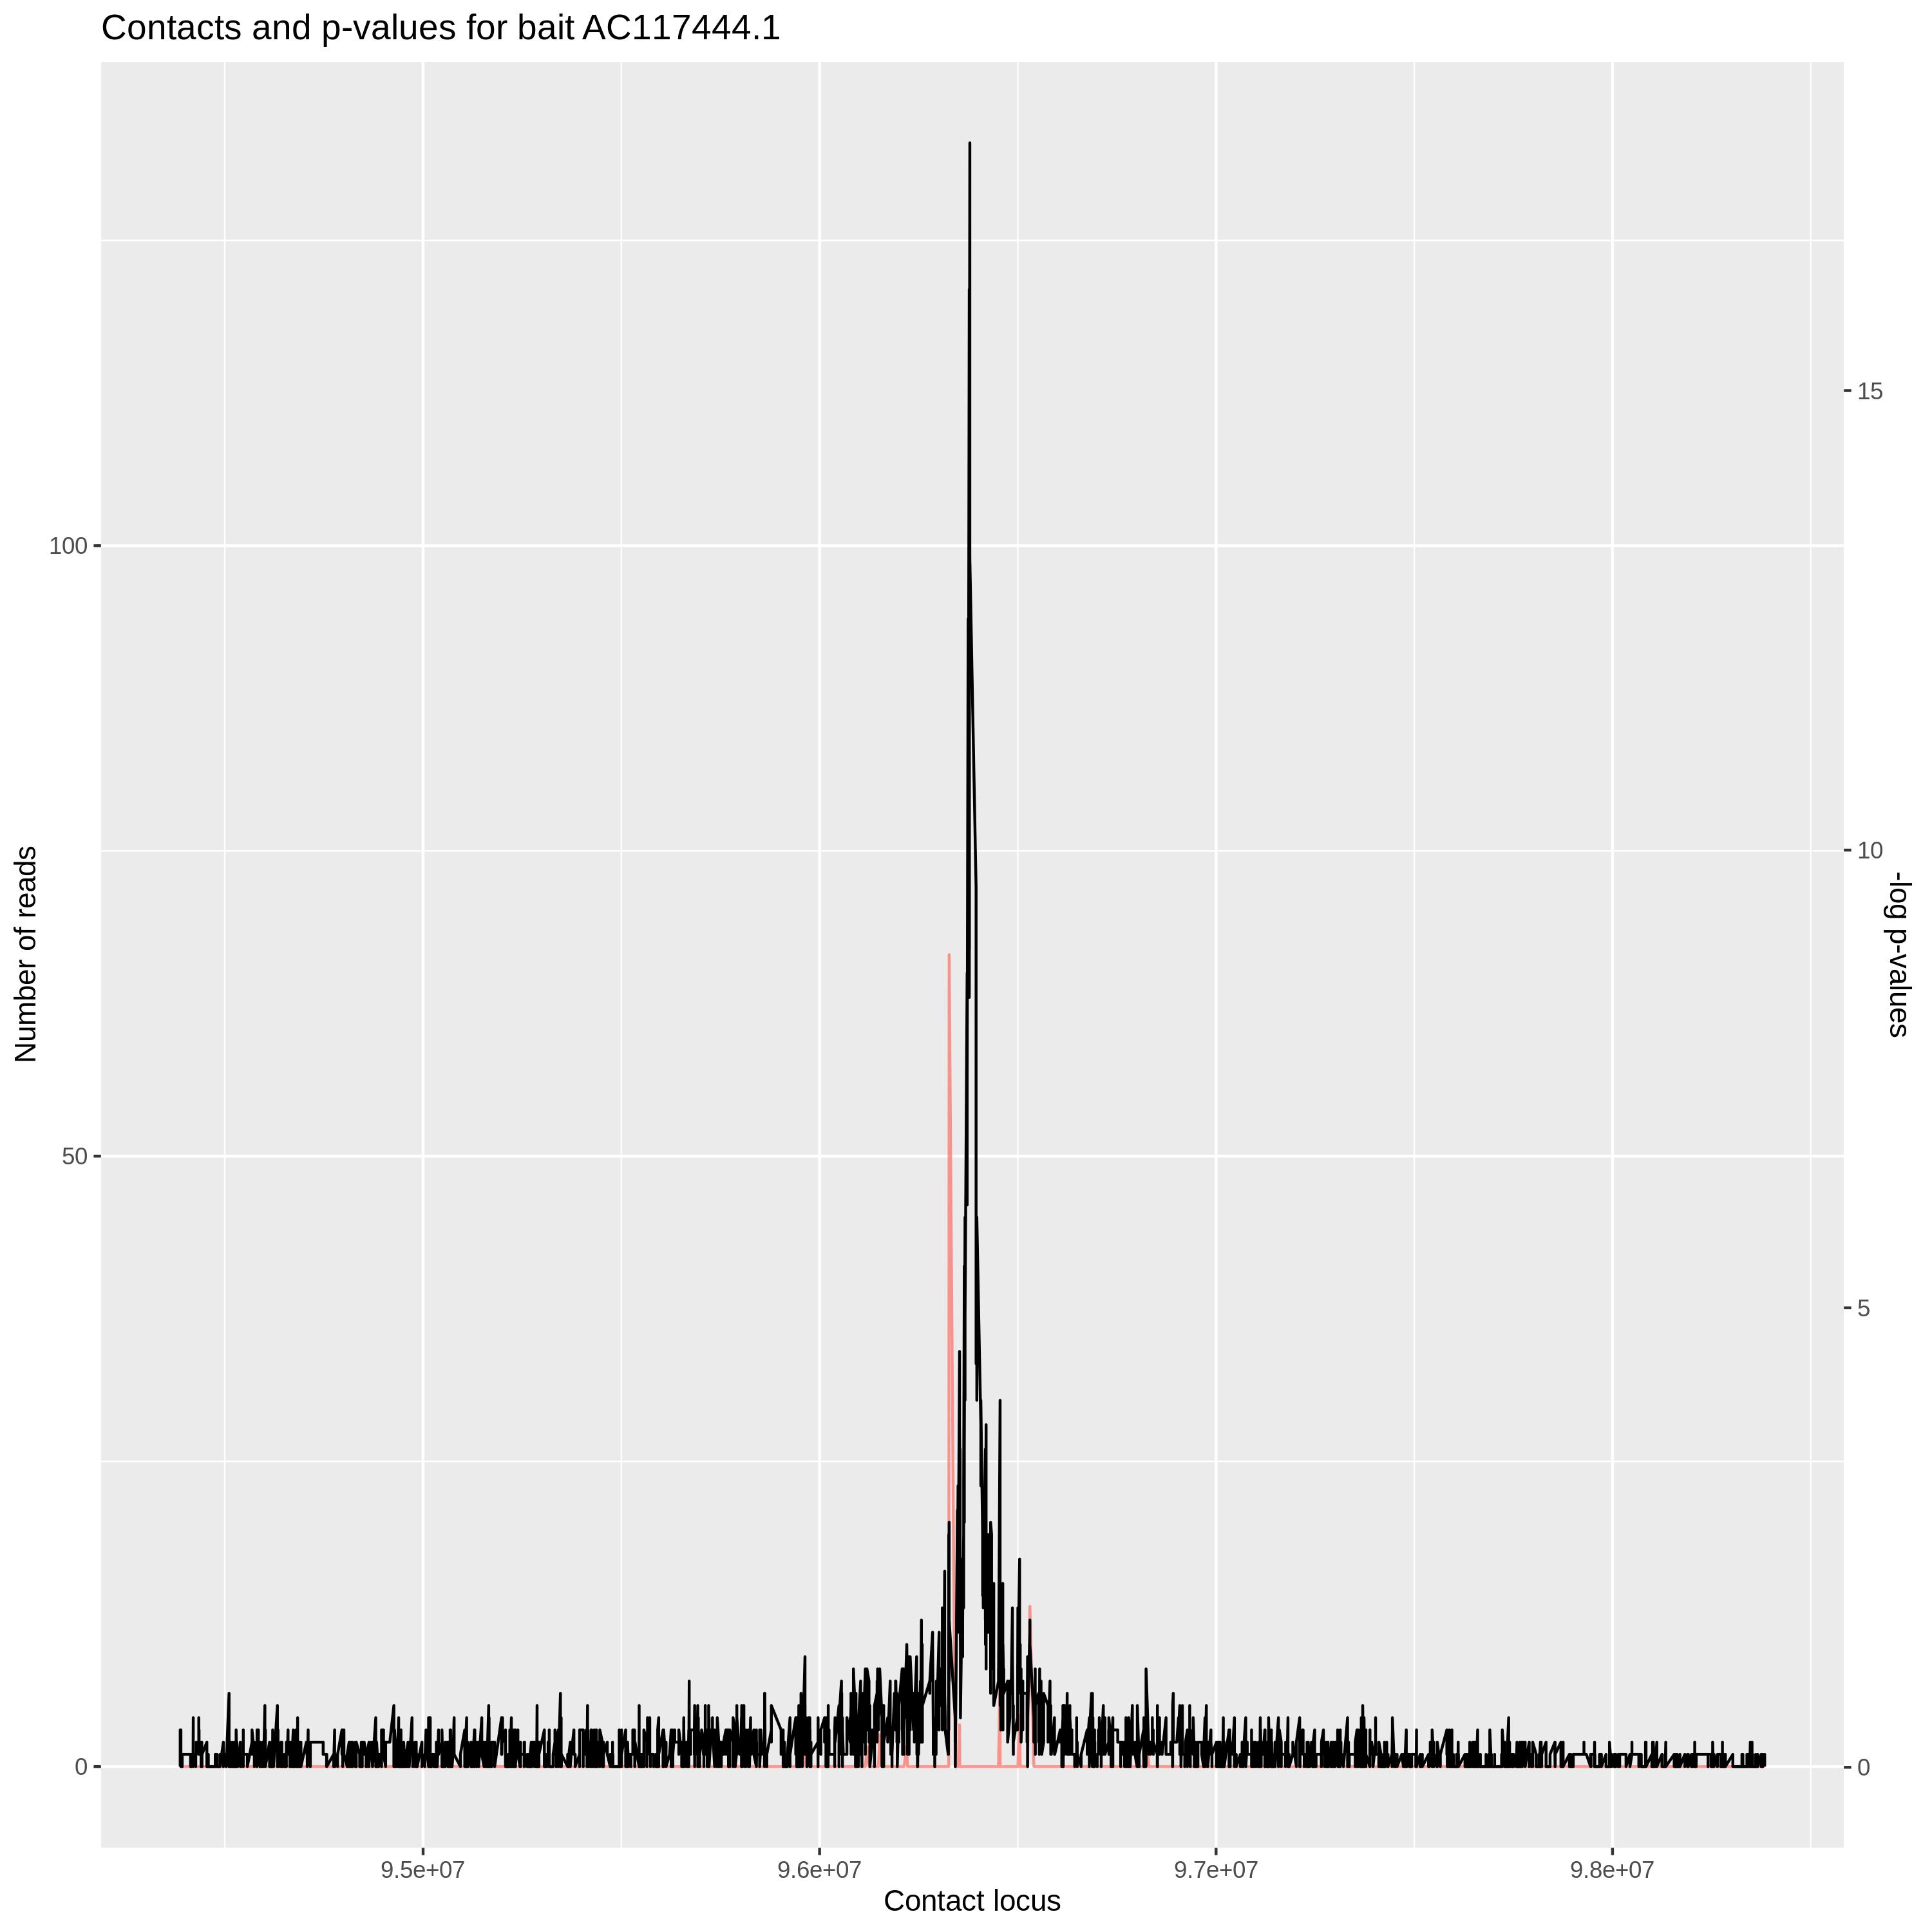 Contacts and p-values for bait AC117444.1
Number of reads
100
50
0
15
10
5
0
-log p-values
9.5e+07 9.6e+07 9.7e+07 9.8e+07
Contact locus